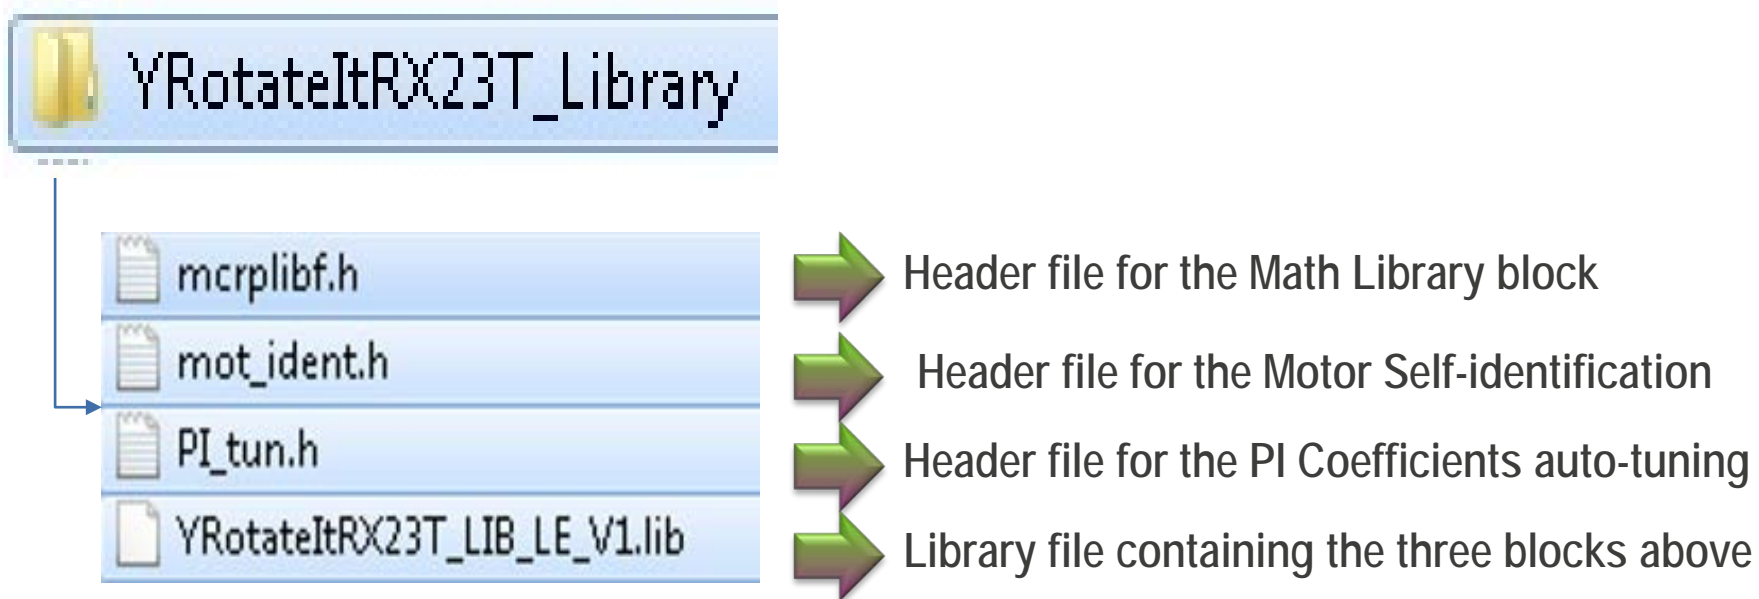 YRotateItRX23T_Library
mcrplibf.h
Header file for the Math Library block
mot_ident.h
Header file for the Motor Self-identification
PI_tun.h
Header file for the PI Coefficients auto-tuning
YRotateItRX23T_LIB_LE_V1.lib
Library file containing the three blocks above